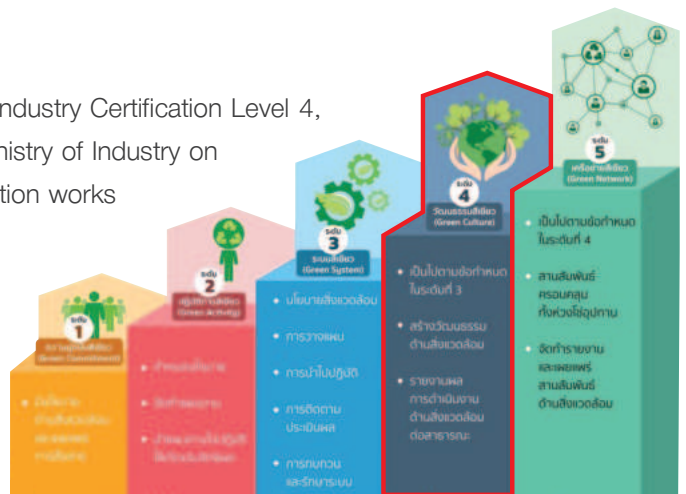 ndustry Certification Level 4,
nistry of Industry on
tion works
ระดับ
1
(Green Commitment)
ระดับ
2
ปฏิบัติการสีเขียว
(Green Activity)
ระดับ
3
ระบบสีเขียว
(Green System)
• นโยบายสิ่งแวดล้อม
• การวางแผน
• การนำไปปฏิบัติ
• การติดตาม
ประเมินผล
• การทบทวน
และรักษาระบบ
ระดับ
4
วัฒนธรรมสีเขียว
(Green Culture)
• เป็นไปตามข้อกำหนด
ในระดับที่ 3
• สร้างวัฒนธรรม
ด้านสิ่งแวดล้อม
• รายงานผล
การดำเนินงาน
ด้านสิ่งแวดล้อม
ต่อสาธารณะ
ระดับ
5
เครือข่ายสีเขียว
(Green Network)
• เป็นไปตามข้อกำหนด
ในระดับที่ 4
• สานสัมพันธ์
ครอบคลุม
ทั้งห่วงโซ่อุปทาน
• จัดทำรายงาน
และเผยแพร่
สานสัมพันธ์
ด้านสิ่งแวดล้อม